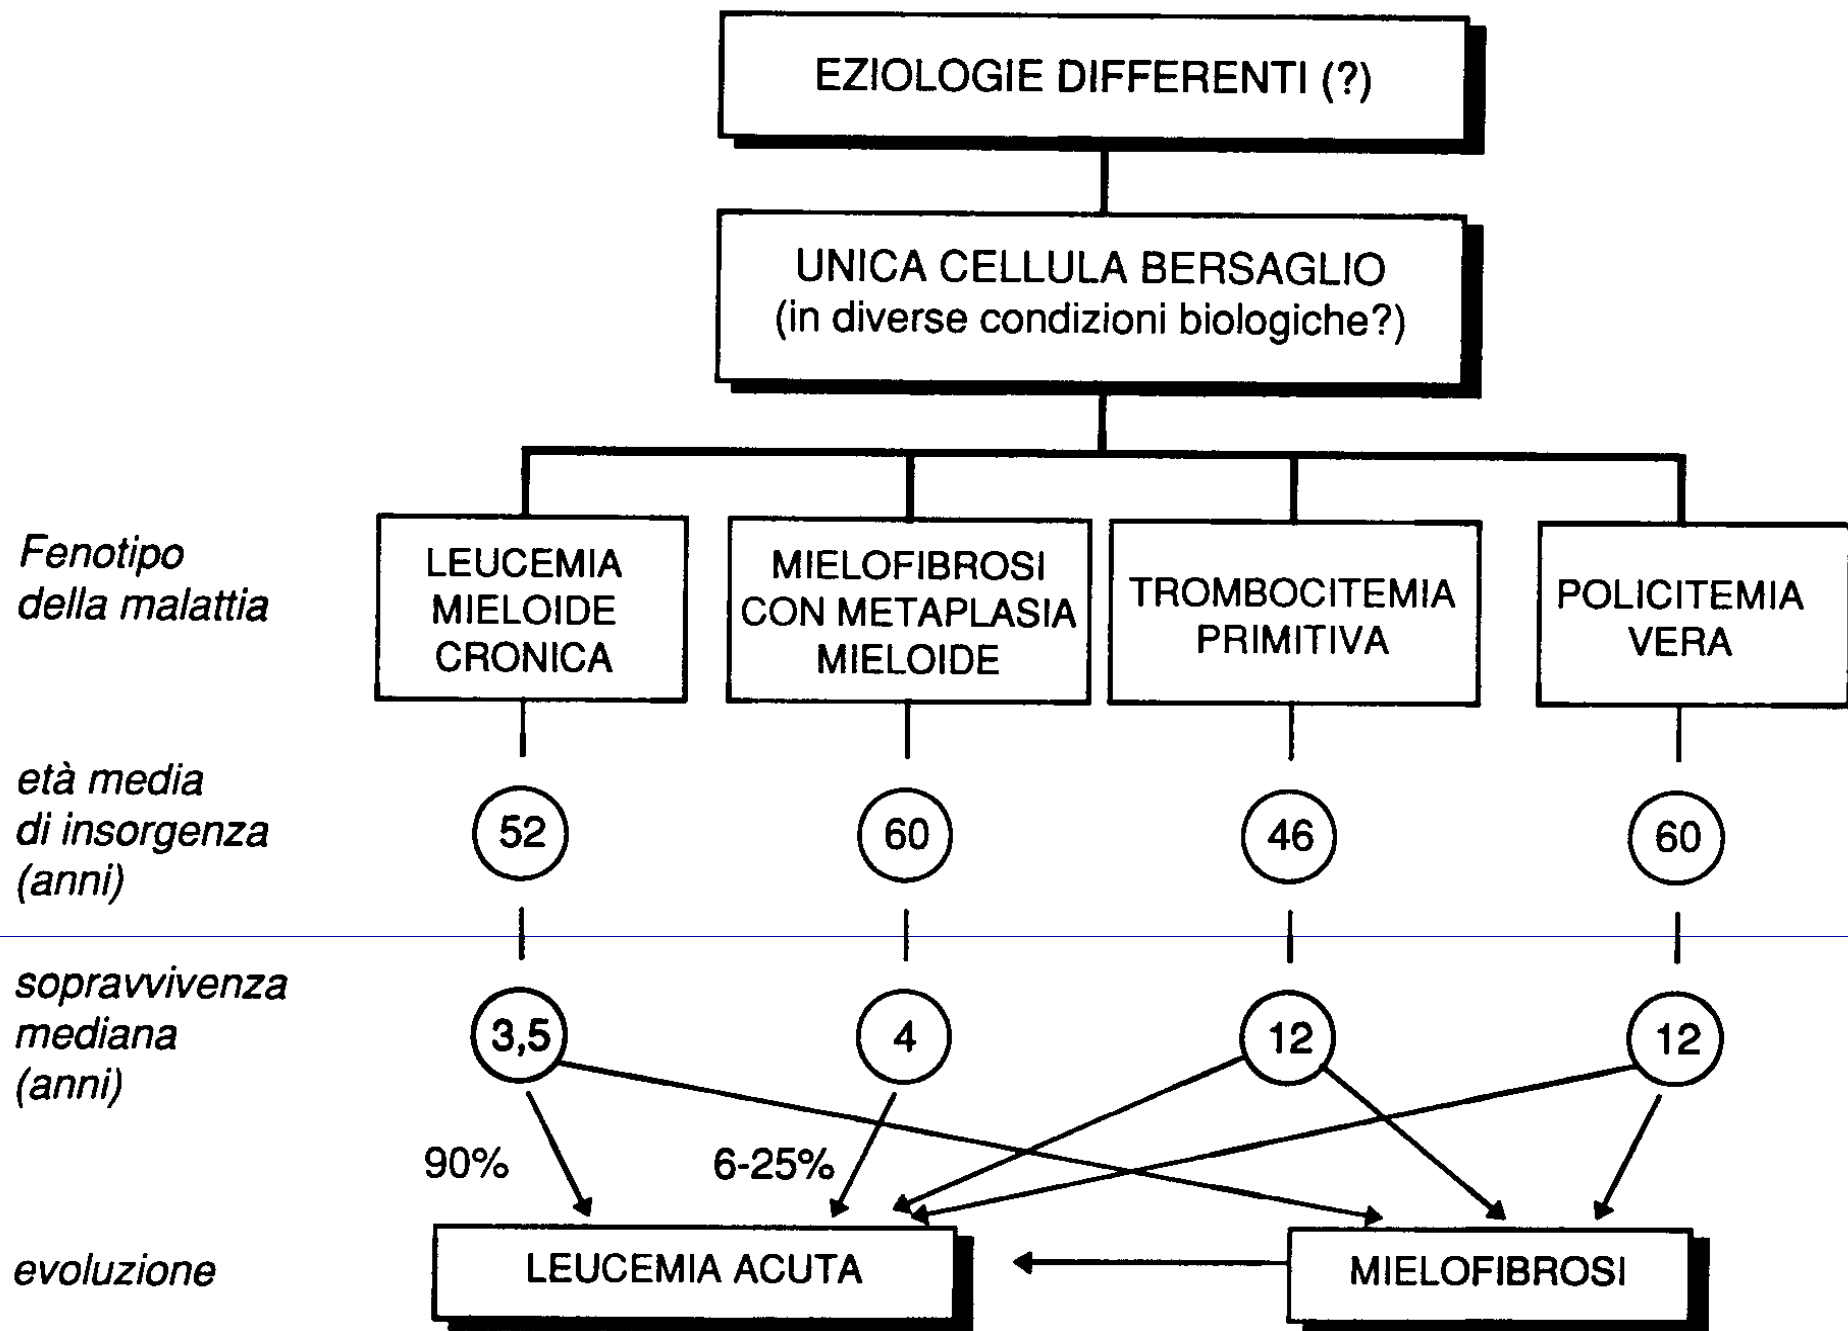 EZIOLOGIE DIFFERENTI (?)
UNICA CELLULA BERSAGLIO
(in diverse condizioni biologiche?)
Fenotipo
della malattia
LEUCEMIA
MIELOIDE
CRONICA
MIELOFIBROSI
CON METAPLASIA
MIELOIDE
TROMBOCITEMIA
PRIMITIVA
POLICITEMIA
VERA
età media
di insorgenza
(anni)
52
60
46
60
sopravvivenza
mediana
(anni)
3,5
4
12
12
90%
6-25%
evoluzione
LEUCEMIA ACUTA
MIELOFIBROSI